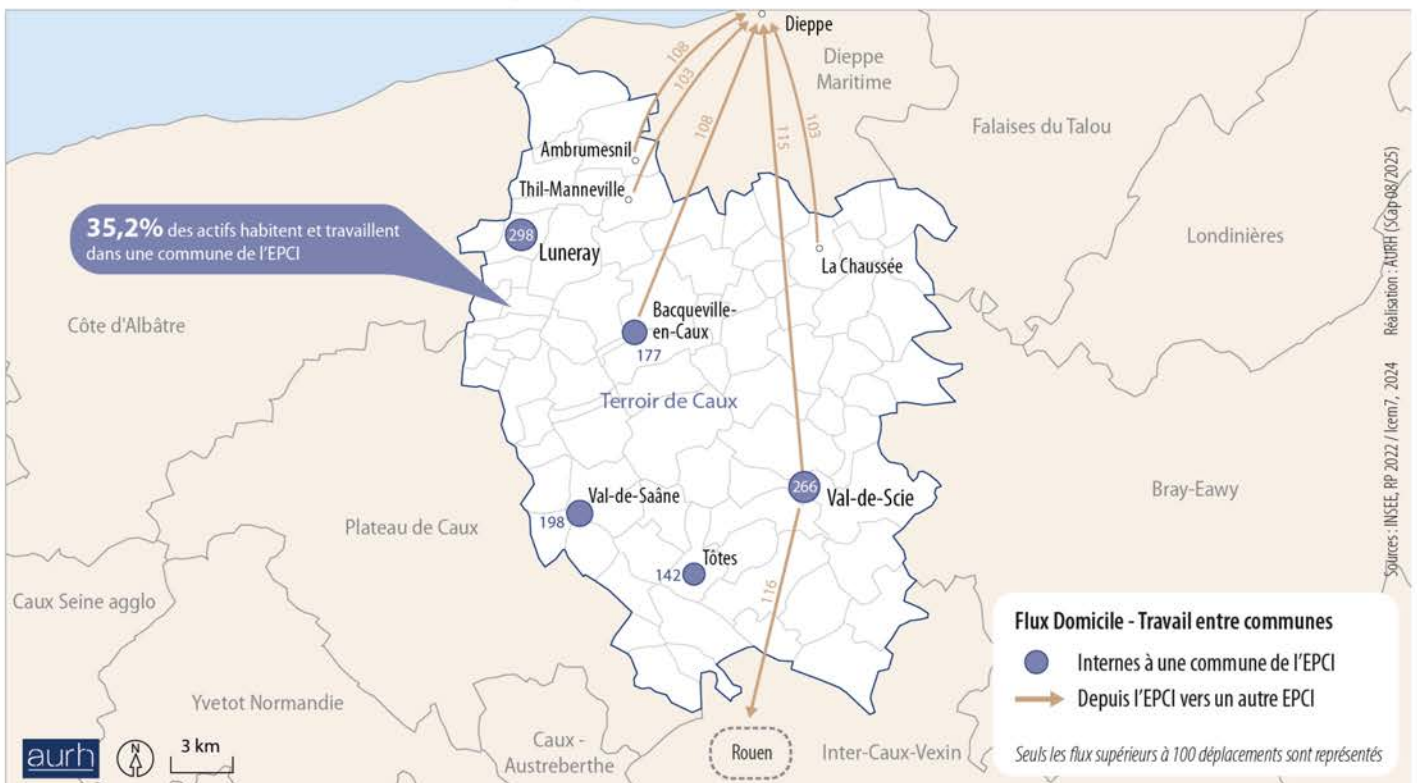 Dieppe
Dieppe
Maritime
Falaises du Talou
Londinières
108
103
108
115
103
Ambrumesnil
Thil-Manneville
35,2% des actifs habitent et travaillent
dans une commune de l'EPCI
298
Luneray
La Chaussée
Côte d'Albâtre
Bacqueville-
en-Caux
177
Terroir de Caux
266
Val-de-Scie
Bray-Eawy
Val-de-Saâne
198
Plateau de Caux
Tôtes
142
116
Caux Seine agglo
Yvetot Normandie
Caux -
Austreberthe
Rouen
Inter-Caux-Vexin
Flux Domicile - Travail entre communes
Internes à une commune de l'EPCI
Depuis l'EPCI vers un autre EPCI
Seuls les flux supérieurs à 100 déplacements sont représentés
aurh
N
3 km
Sources : INSEE, RP 2022 / Icem7, 2024 Réalisation : AURH (SCap 08/2025)